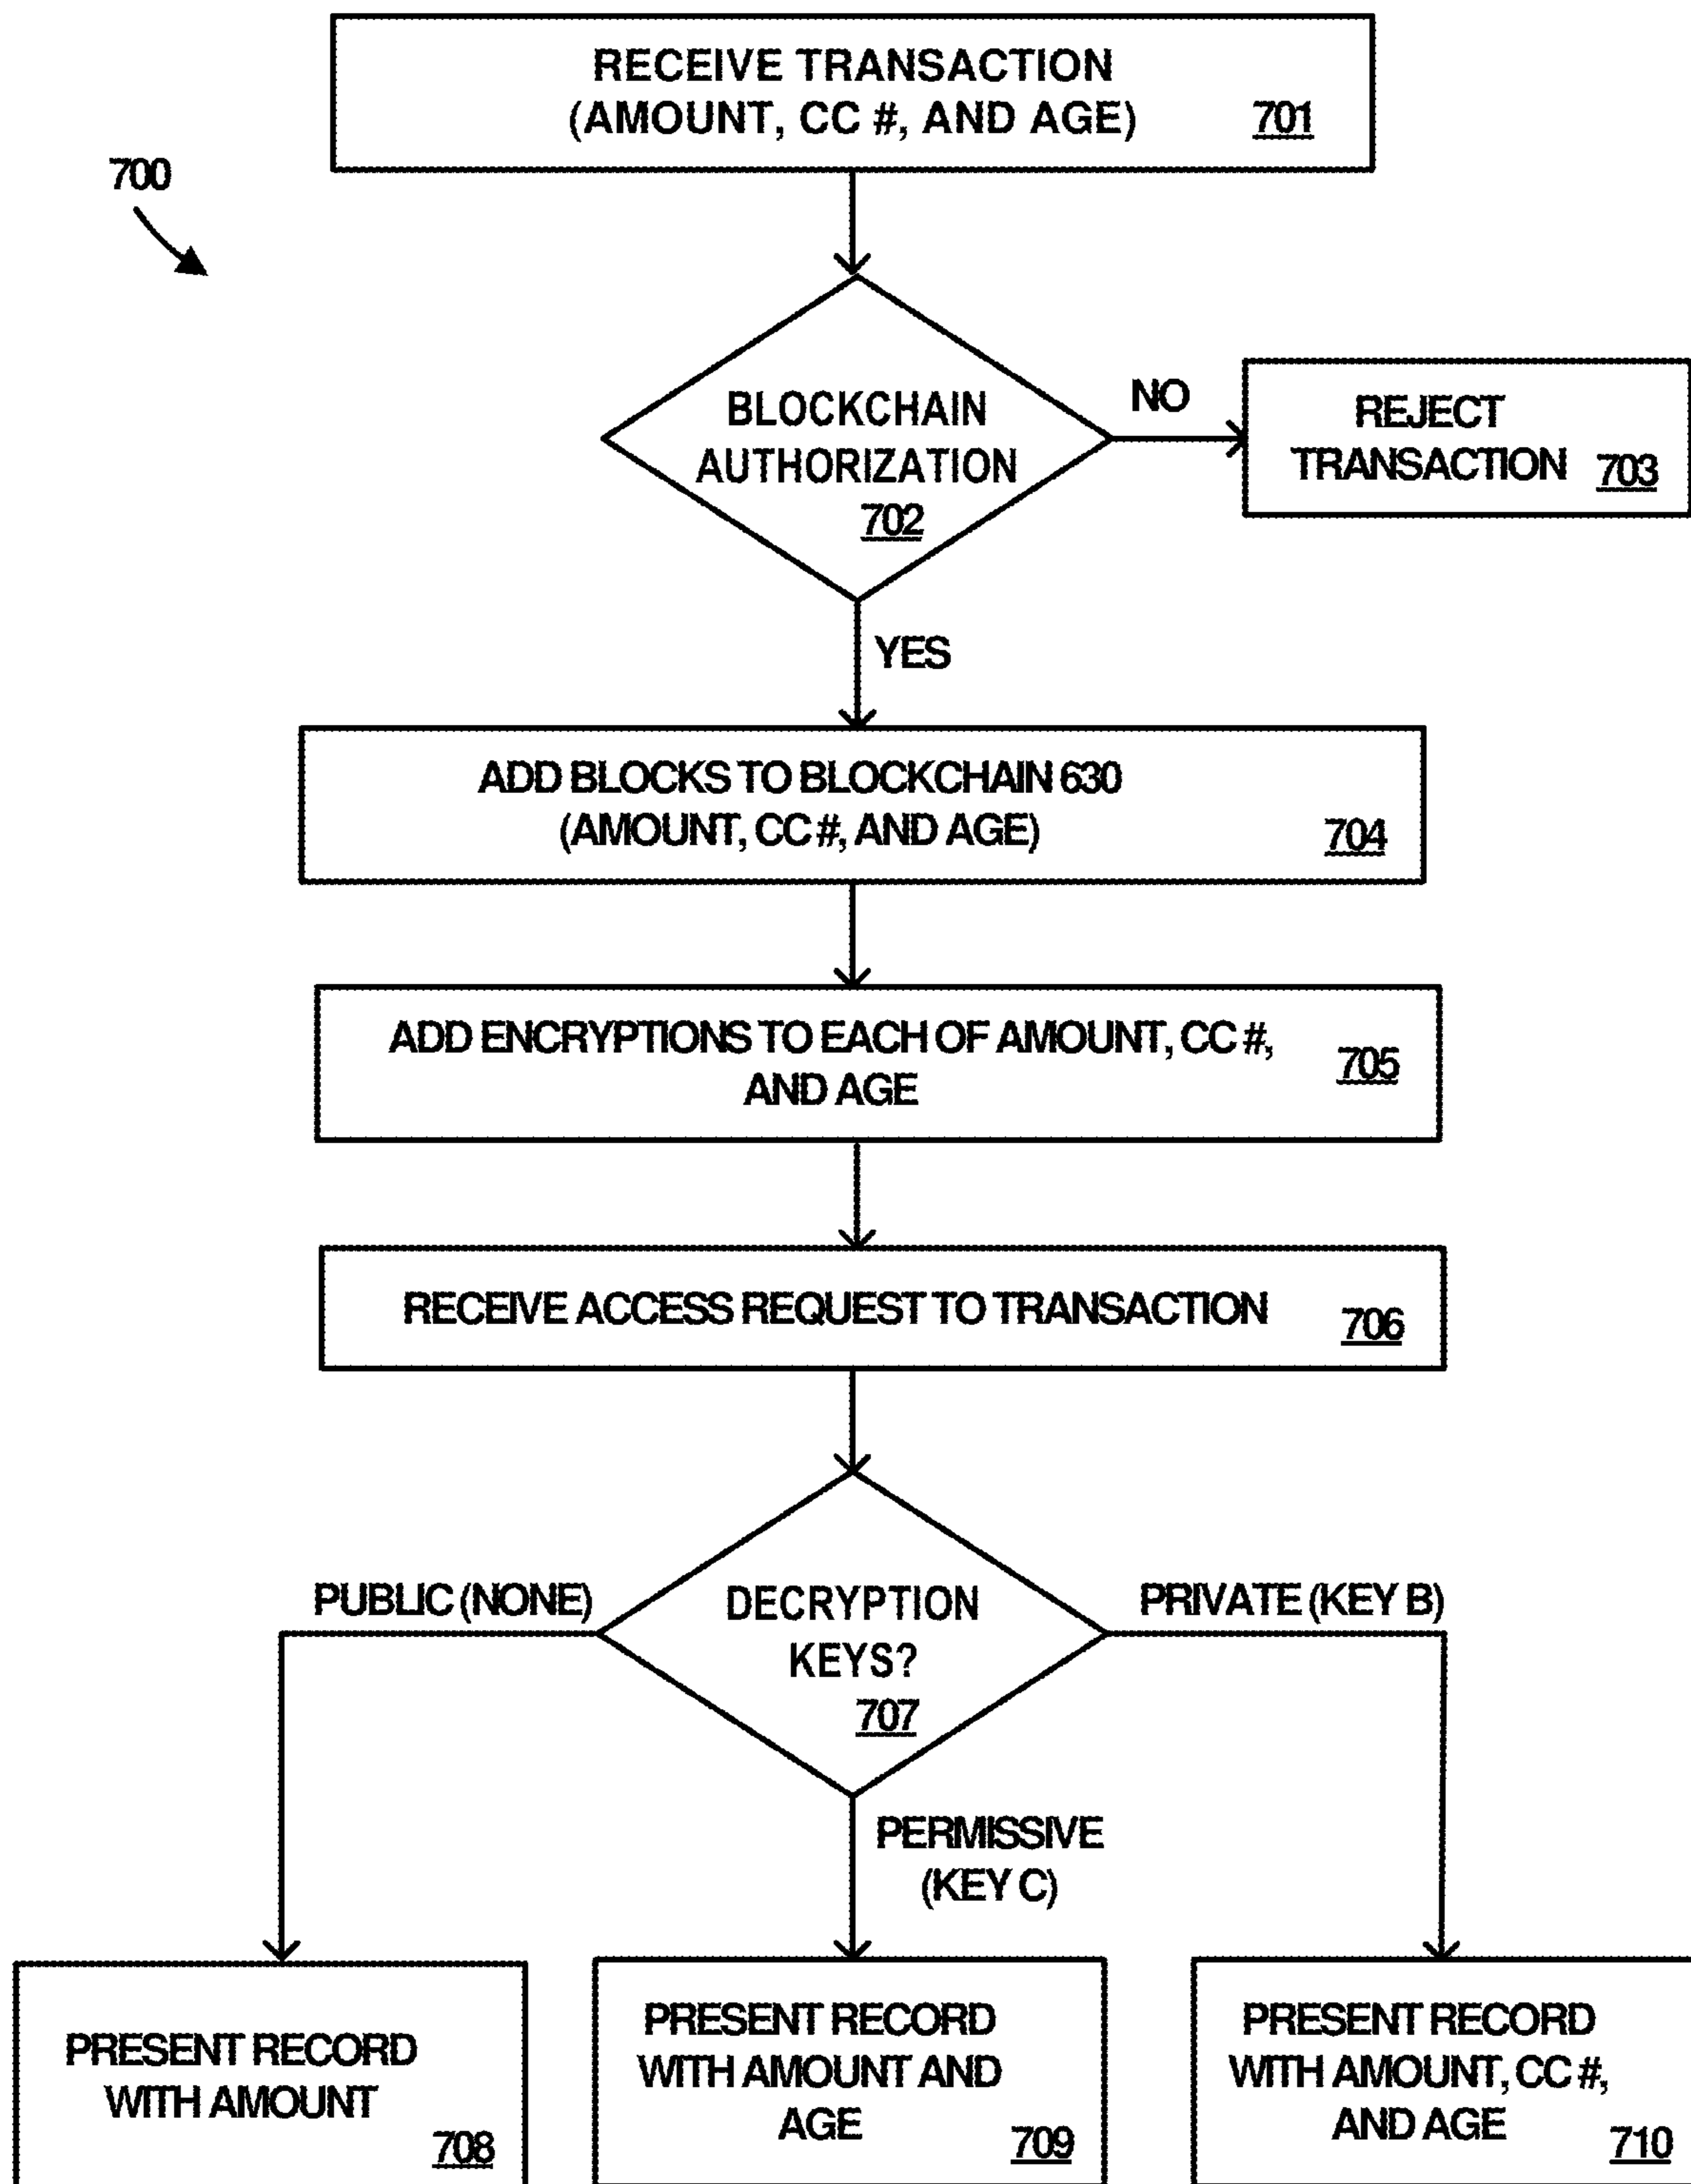 RECEIVE TRANSACTION
(AMOUNT, CC #, AND AGE) 701
700
BLOCKCHAIN
AUTHORIZATION
702
NO
REJECT
TRANSACTION 703
YES
ADD BLOCKS TO BLOCKCHAIN 630
(AMOUNT, CC #, AND AGE) 704
ADD ENCRYPTIONS TO EACH OF AMOUNT, CC #,
AND AGE 705
RECEIVE ACCESS REQUEST TO TRANSACTION 706
PUBLIC (NONE)
DECRYPTION
KEYS?
707
PRIVATE (KEY B)
PERMISSIVE
(KEY C)
PRESENT RECORD
WITH AMOUNT
708
PRESENT RECORD
WITH AMOUNT AND
AGE 709
PRESENT RECORD
WITH AMOUNT, CC #,
AND AGE 710